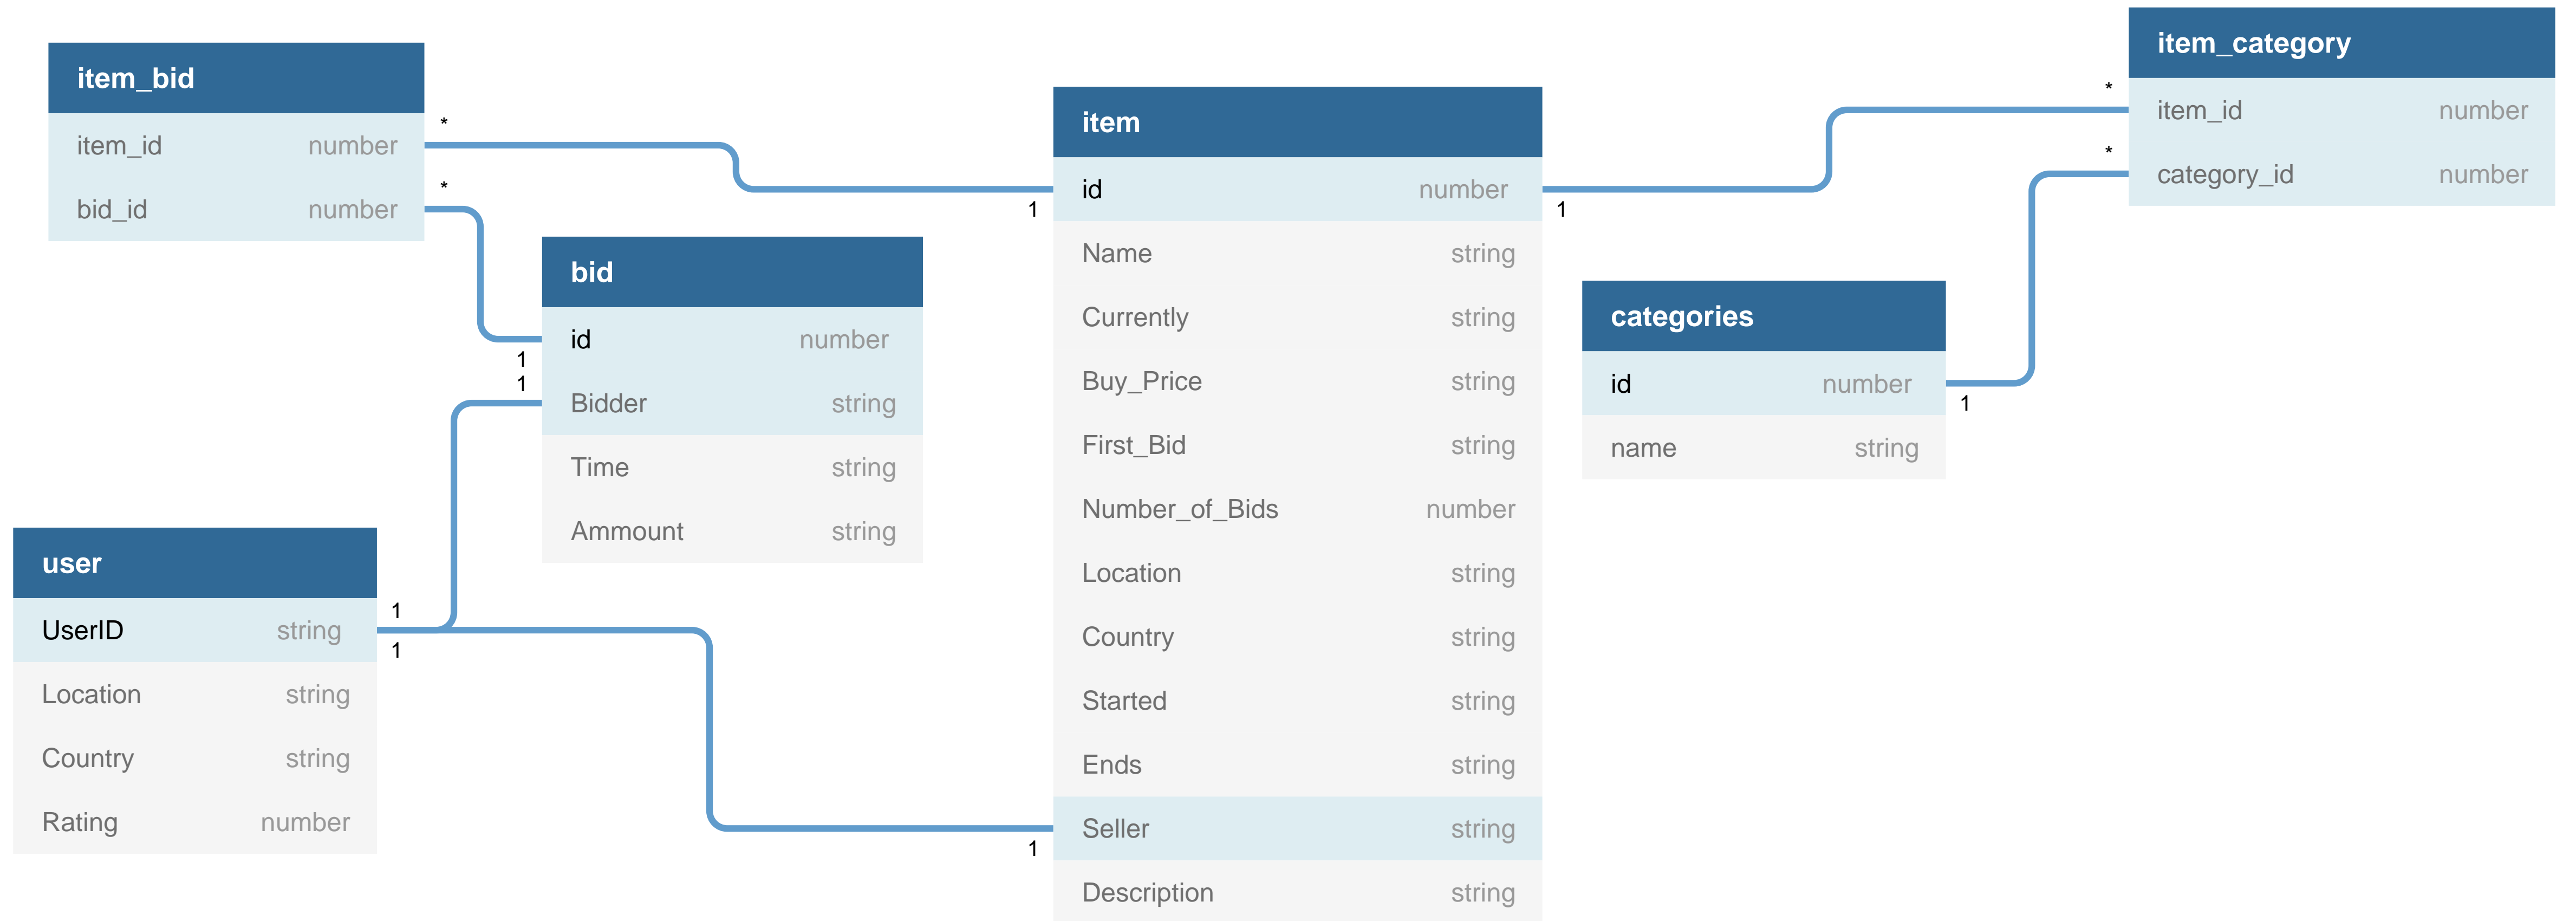 item_bid
item_id number *
bid_id number *
bid
1 id number
1 Bidder string
Time string
Ammount string
user
UserID string 1
1
Location string
Country string
Rating number
item
1 id number 1
Name string
Currently string
Buy_Price string
First_Bid string
Number_of_Bids number
Location string
Country string
Started string
Ends string
1 Seller string
Description string
categories
id number 1
name string
item_category
* item_id number
* category_id number